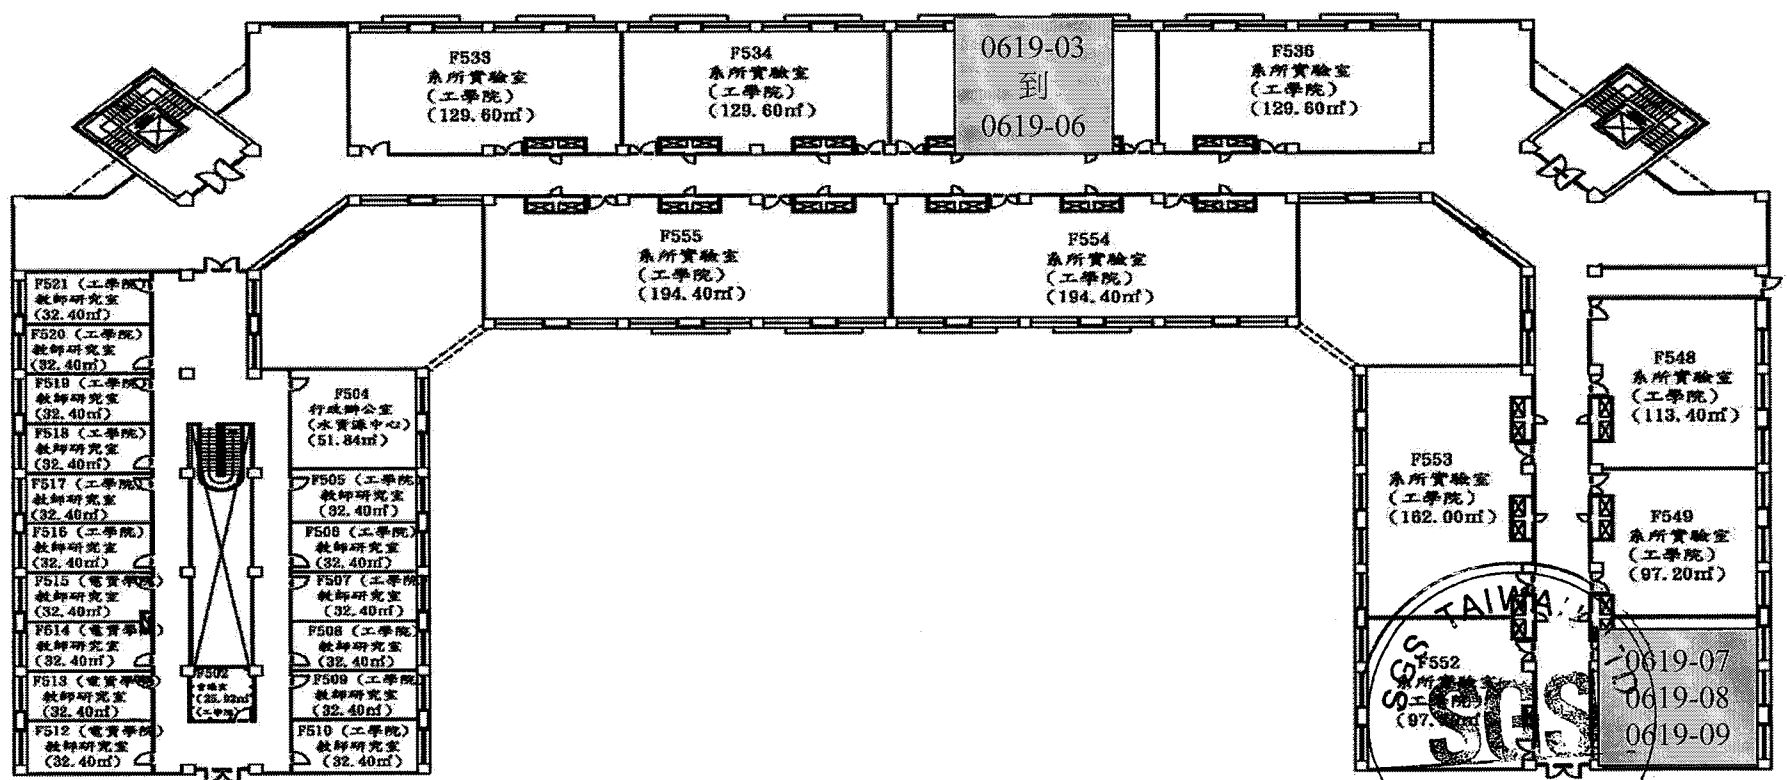 F533
系所實驗室
(工學院)
(129.60㎡)
F534
系所實驗室
(工學院)
(129.60㎡)
0619-03
到
0619-06
F536
系所實驗室
(工學院)
(129.60㎡)
F555
系所實驗室
(工學院)
(194.40㎡)
F554
系所實驗室
(工學院)
(194.40㎡)
F521 (工學院)
教師研究室
(32.40㎡)
F520 (工學院)
教師研究室
(32.40㎡)
F519 (工學院)
教師研究室
(32.40㎡)
F518 (工學院)
教師研究室
(32.40㎡)
F517 (工學院)
教師研究室
(32.40㎡)
F516 (工學院)
教師研究室
(32.40㎡)
F515 (電資學院)
教師研究室
(32.40㎡)
F514 (電資學院)
教師研究室
(32.40㎡)
F513 (電資學院)
教師研究室
(32.40㎡)
F512 (電資學院)
教師研究室
(32.40㎡)
F502
(25.92㎡)
(工學院)
F504
行政辦公室
(水資源中心)
(51.84㎡)
F505 (工學院)
教師研究室
(32.40㎡)
F506 (工學院)
教師研究室
(32.40㎡)
F507 (工學院)
教師研究室
(32.40㎡)
F508 (工學院)
教師研究室
(32.40㎡)
F509 (工學院)
教師研究室
(32.40㎡)
F510 (工學院)
教師研究室
(32.40㎡)
F548
系所實驗室
(工學院)
(113.40㎡)
F553
系所實驗室
(工學院)
(162.00㎡)
F549
系所實驗室
(工學院)
(97.20㎡)
F552
系所實驗室
(工學院)
SGS TAIWAN
SGS
0619-07
0619-08
0619-09